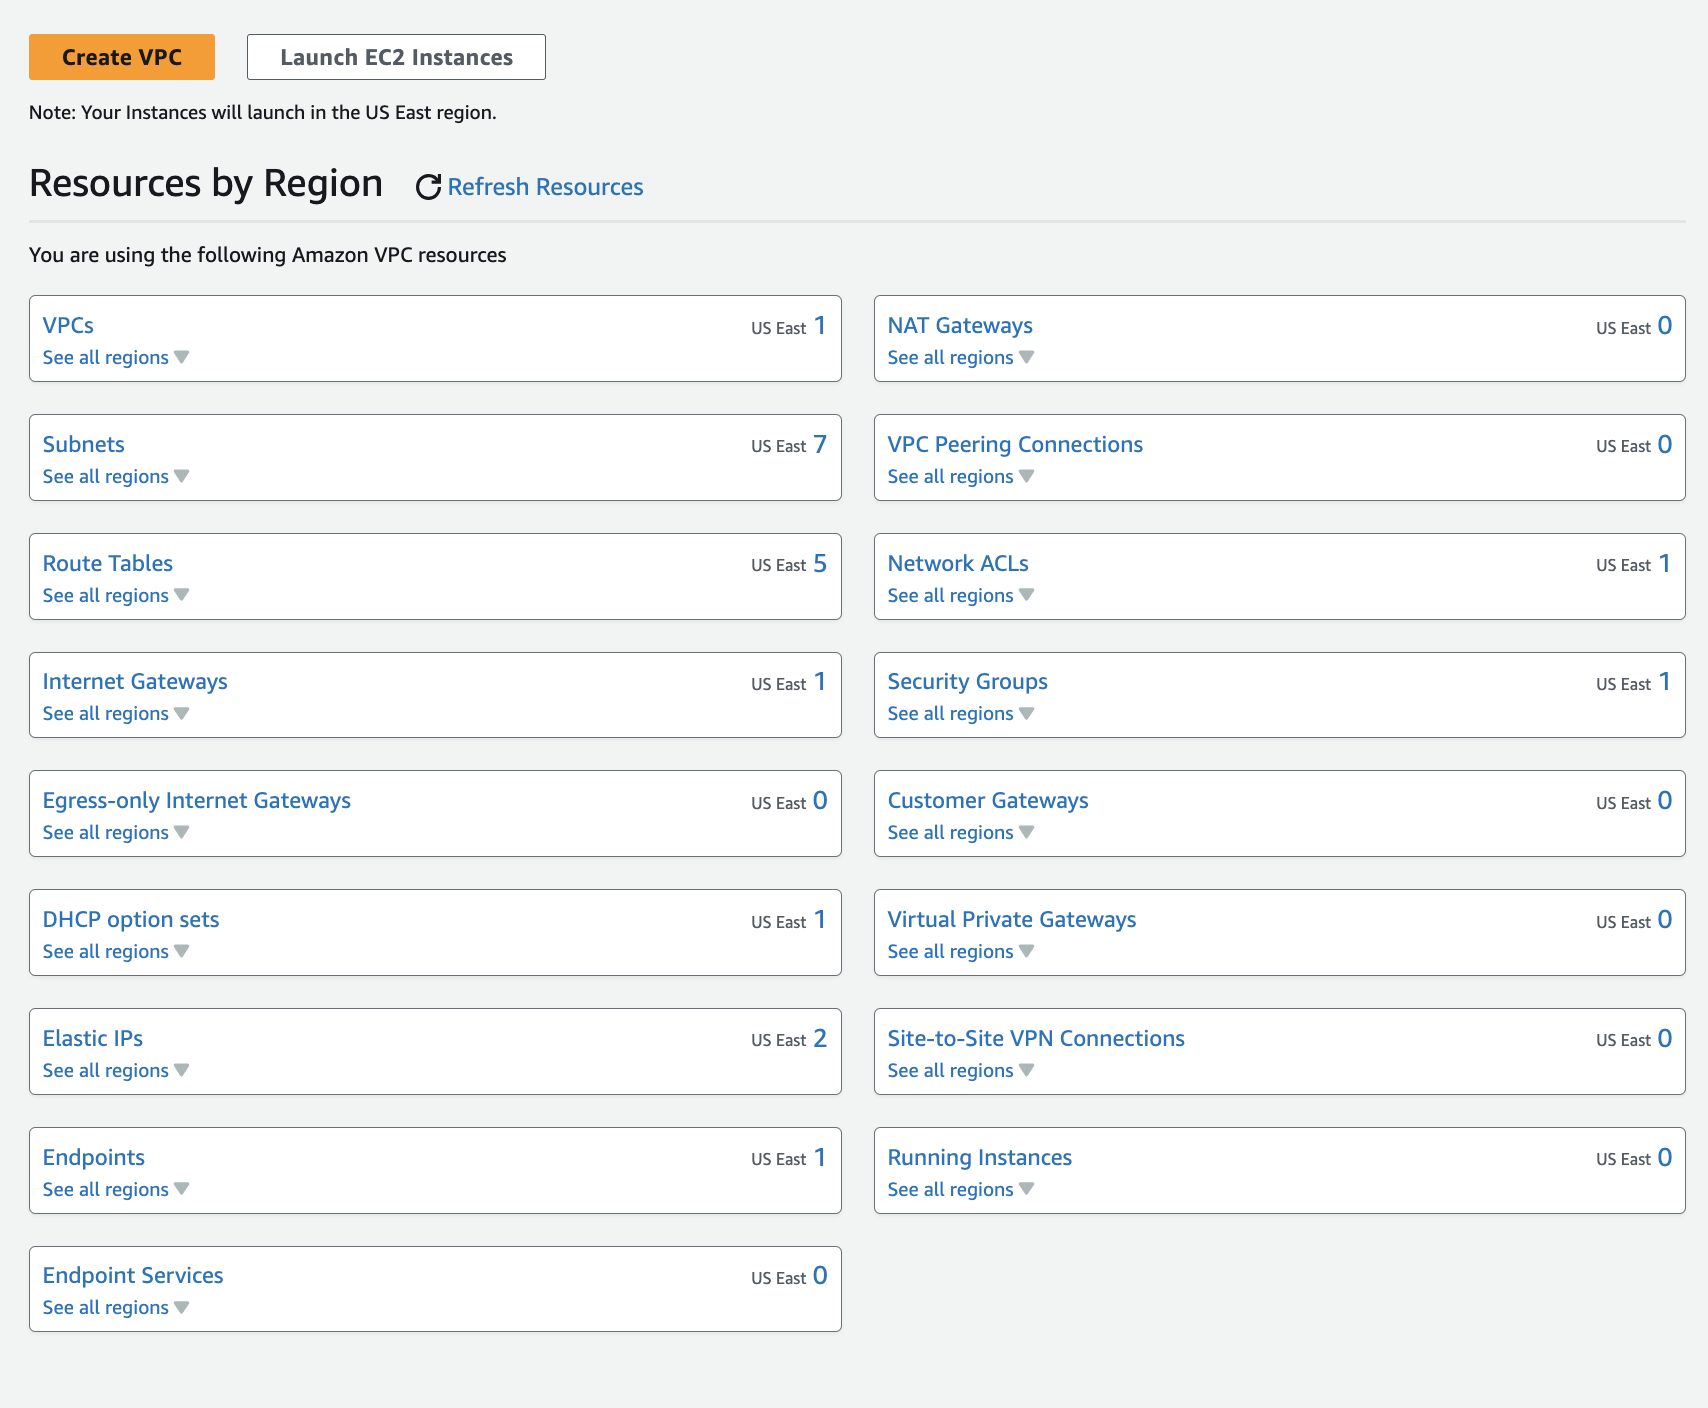 Create VPC
Launch EC2 Instances
Note: Your Instances will launch in the US East region.
Resources by Region
Refresh Resources
You are using the following Amazon VPC resources
VPCs
US East 1
See all regions
NAT Gateways
US East 0
See all regions
Subnets
US East 7
See all regions
VPC Peering Connections
US East 0
See all regions
Route Tables
US East 5
See all regions
Network ACLs
US East 1
See all regions
Internet Gateways
US East 1
See all regions
Security Groups
US East 1
See all regions
Egress-only Internet Gateways
US East 0
See all regions
Customer Gateways
US East 0
See all regions
DHCP option sets
US East 1
See all regions
Virtual Private Gateways
US East 0
See all regions
Elastic IPs
US East 2
See all regions
Site-to-Site VPN Connections
US East 0
See all regions
Endpoints
US East 1
See all regions
Running Instances
US East 0
See all regions
Endpoint Services
US East 0
See all regions